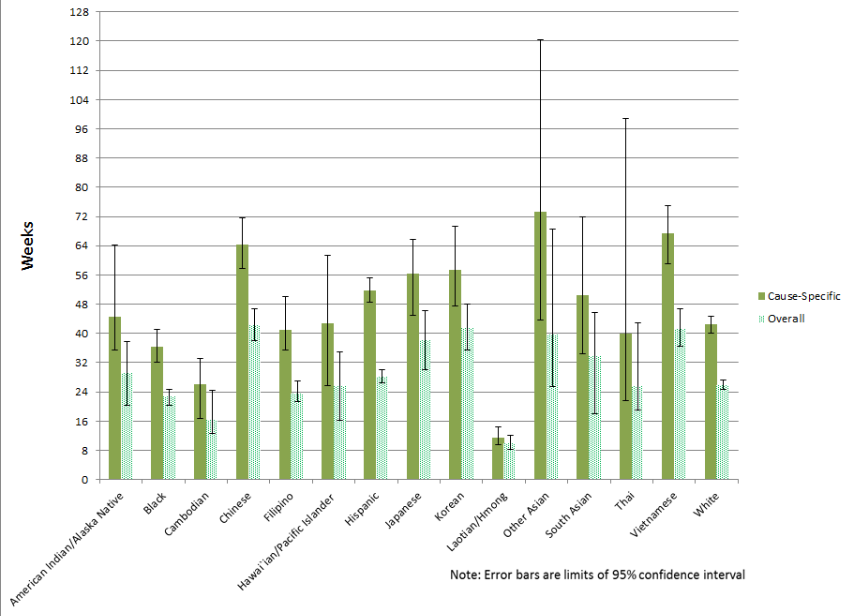 128
120
112
104
96
88
80
72
64
56
48
40
32
24
16
8
0
Weeks
American Indian/Alaska Native
Black
Cambodian
Chinese
Filipino
Hawai`ian/Pacific Islander
Hispanic
Japanese
Korean
Laotian/Hmong
Other Asian
South Asian
Thai
Vietnamese
White
Cause-Specific
Overall
Note: Error bars are limits of 95% confidence interval